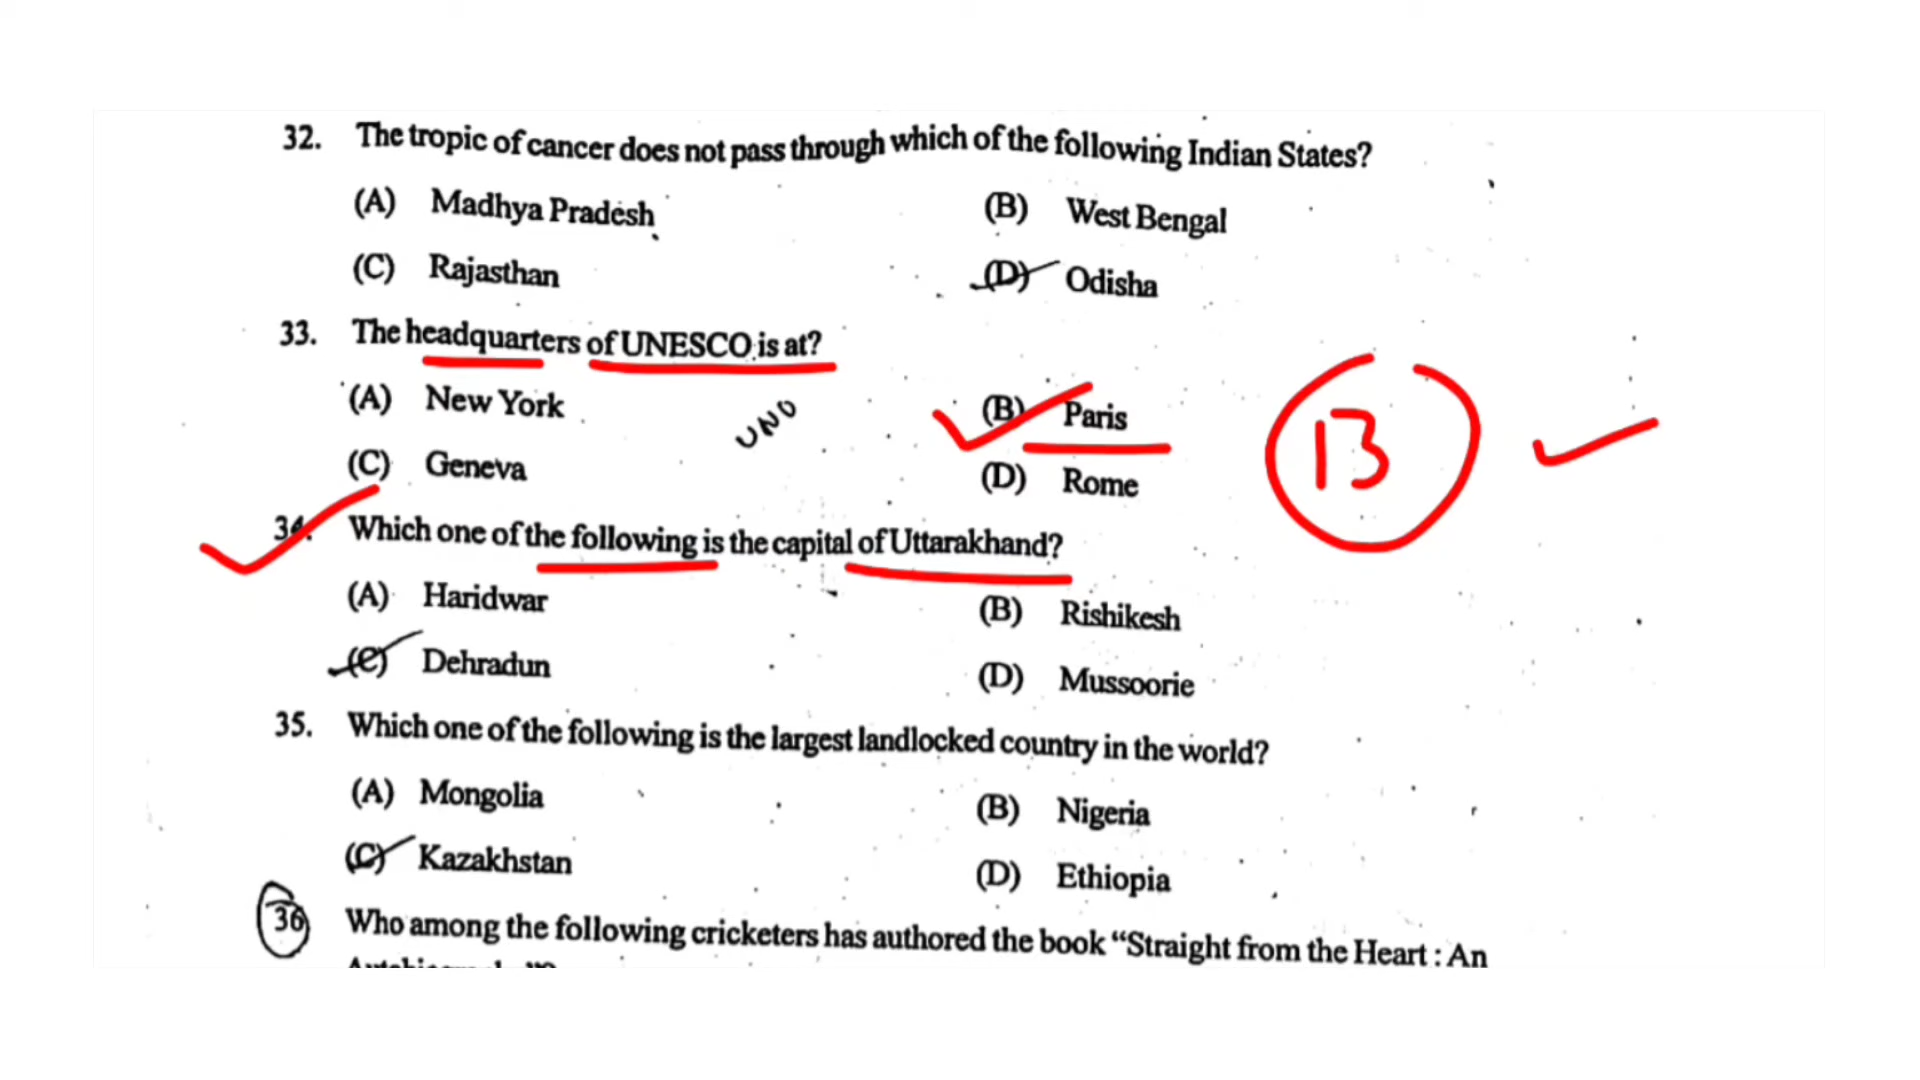 32. The tropic of cancer does not pass through which of the following Indian States?
(A) Madhya Pradesh (B) West Bengal
(C) Rajasthan (D) Odisha
33. The headquarters of UNESCO is at?
(A) New York UNO (B) Paris
(C) Geneva (D) Rome
13
34. Which one of the following is the capital of Uttarakhand?
(A) Haridwar (B) Rishikesh
(C) Dehradun (D) Mussoorie
35. Which one of the following is the largest landlocked country in the world?
(A) Mongolia (B) Nigeria
(C) Kazakhstan (D) Ethiopia
36 Who among the following cricketers has authored the book “Straight from the Heart : An